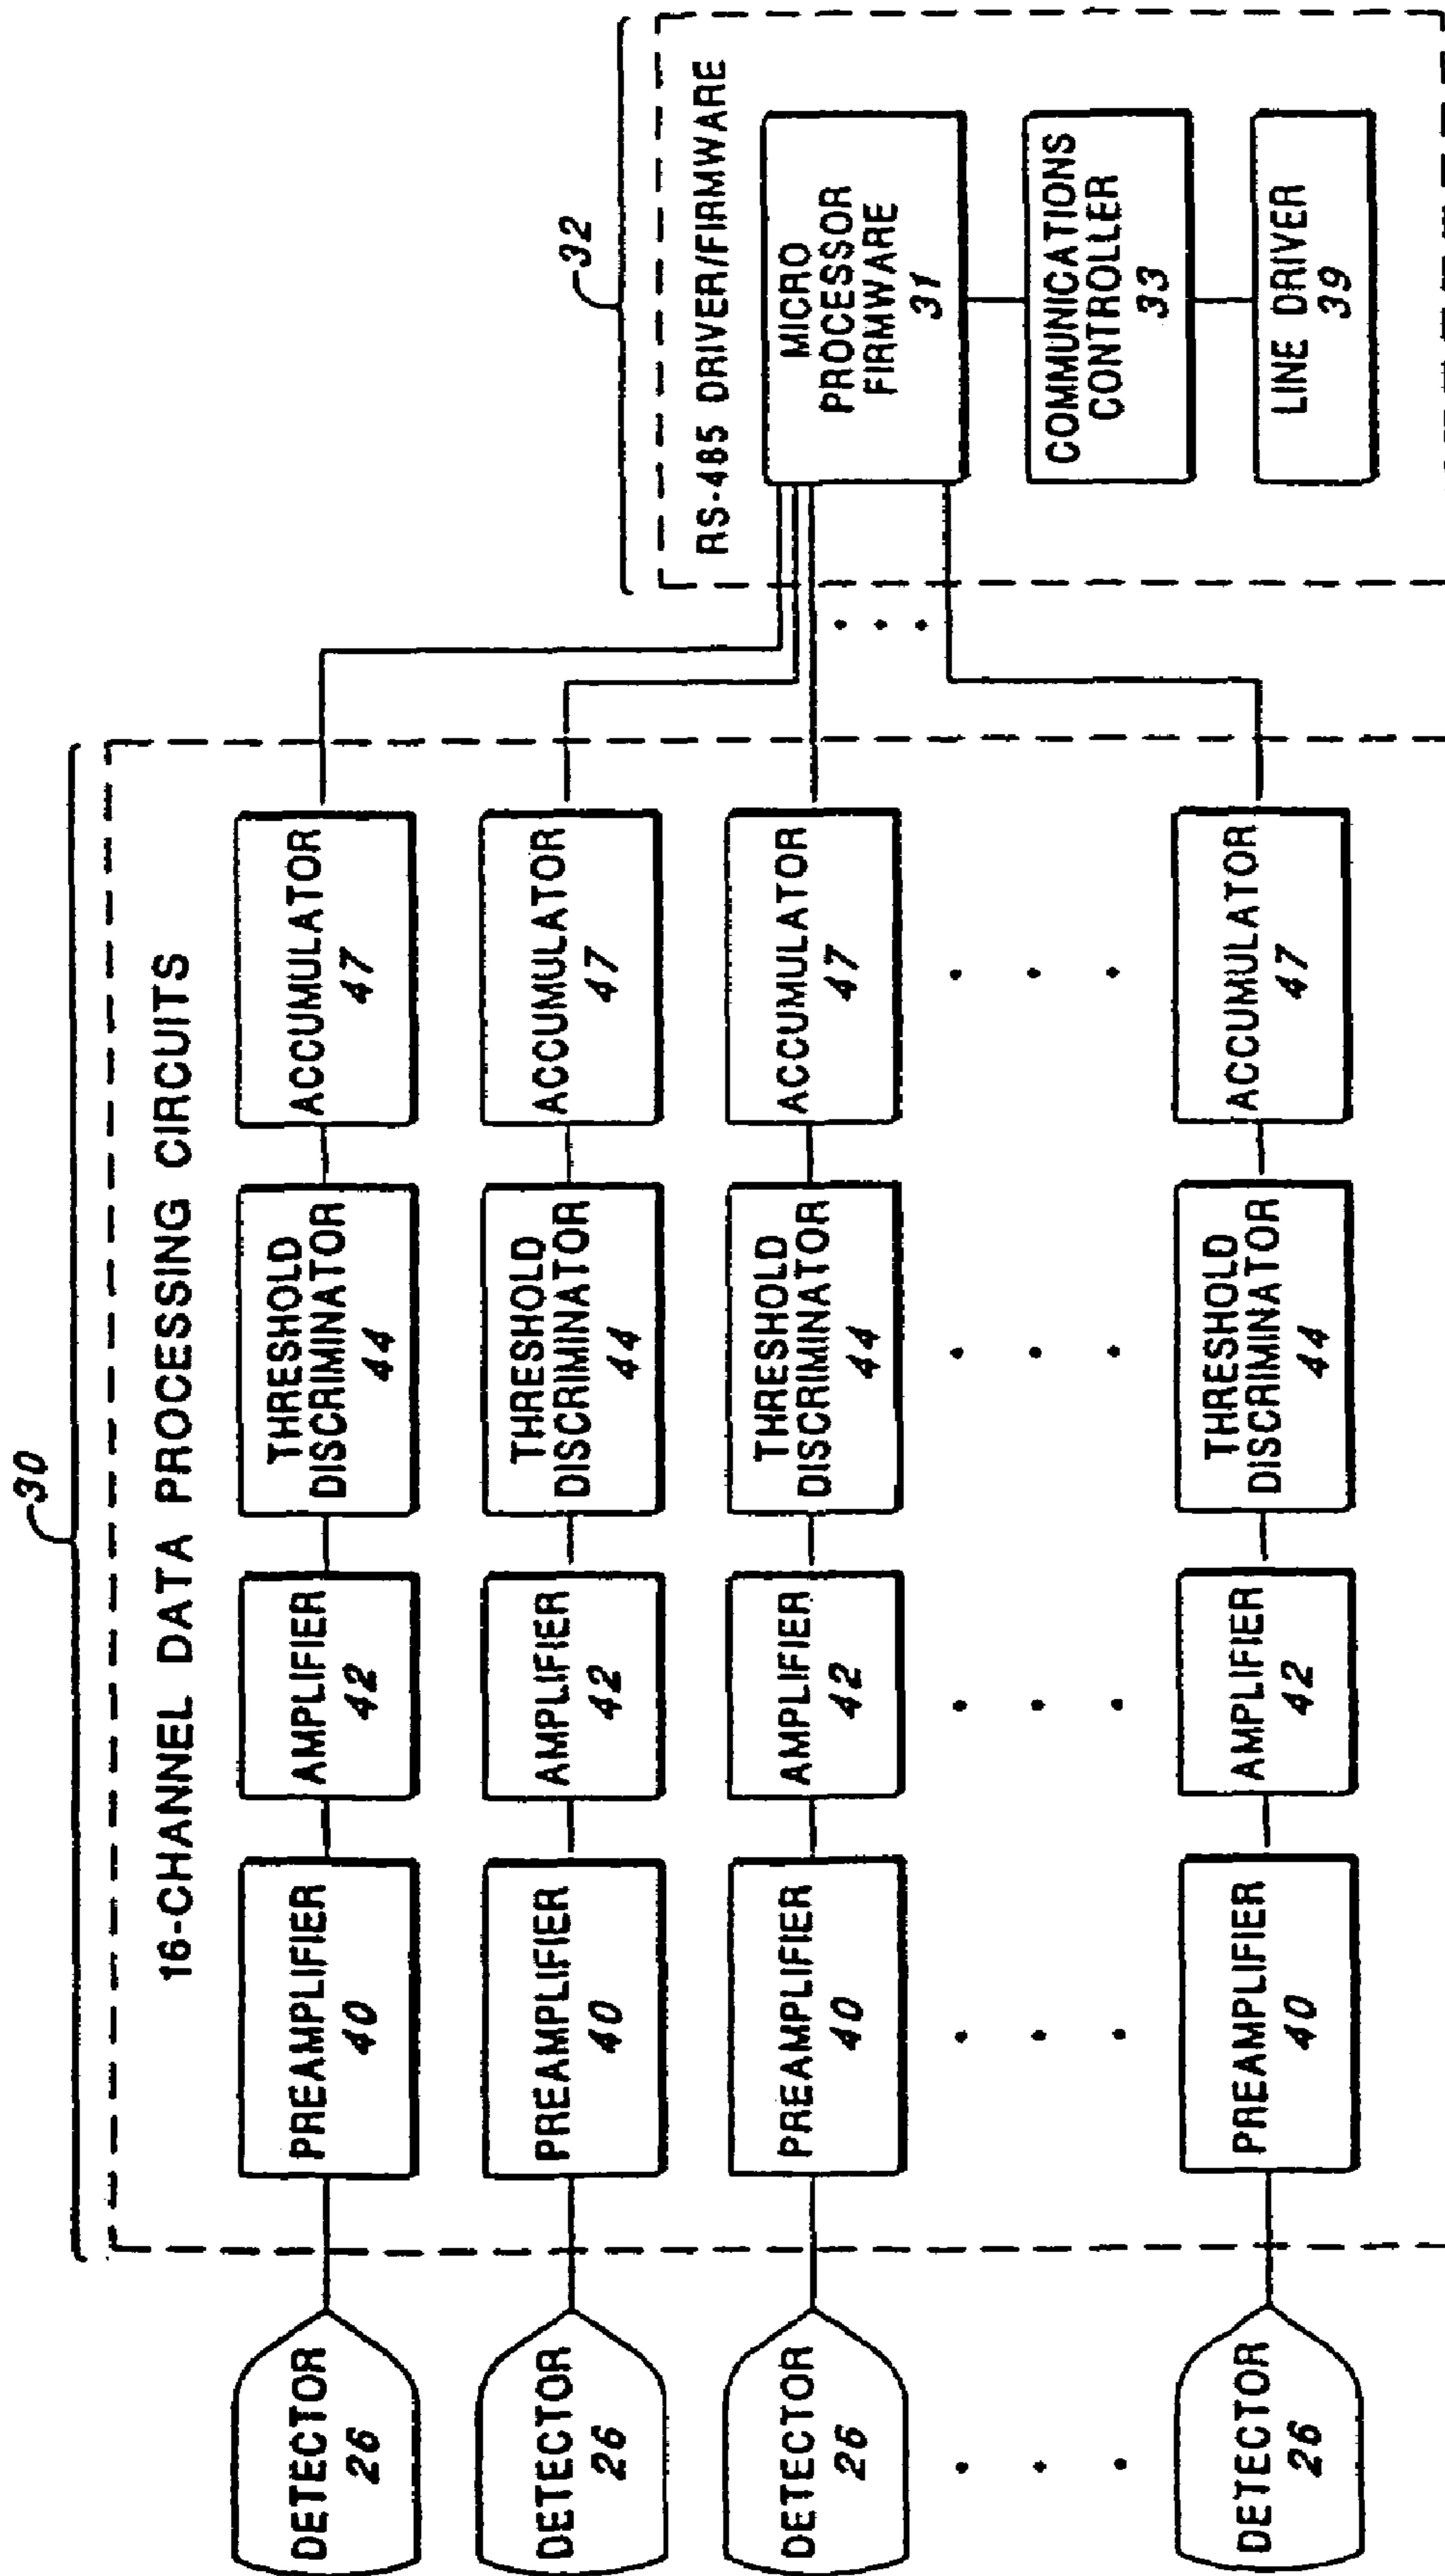 30
16-CHANNEL DATA PROCESSING CIRCUITS
DETECTOR
26
PREAMPLIFIER
40
AMPLIFIER
42
THRESHOLD
DISCRIMINATOR
44
ACCUMULATOR
47
DETECTOR
26
PREAMPLIFIER
40
AMPLIFIER
42
THRESHOLD
DISCRIMINATOR
44
ACCUMULATOR
47
DETECTOR
26
PREAMPLIFIER
40
AMPLIFIER
42
THRESHOLD
DISCRIMINATOR
44
ACCUMULATOR
47
DETECTOR
26
PREAMPLIFIER
40
AMPLIFIER
42
THRESHOLD
DISCRIMINATOR
44
ACCUMULATOR
47
32
RS-485 DRIVER/FIRMWARE
MICRO
PROCESSOR
FIRMWARE
31
COMMUNICATIONS
CONTROLLER
33
LINE DRIVER
39